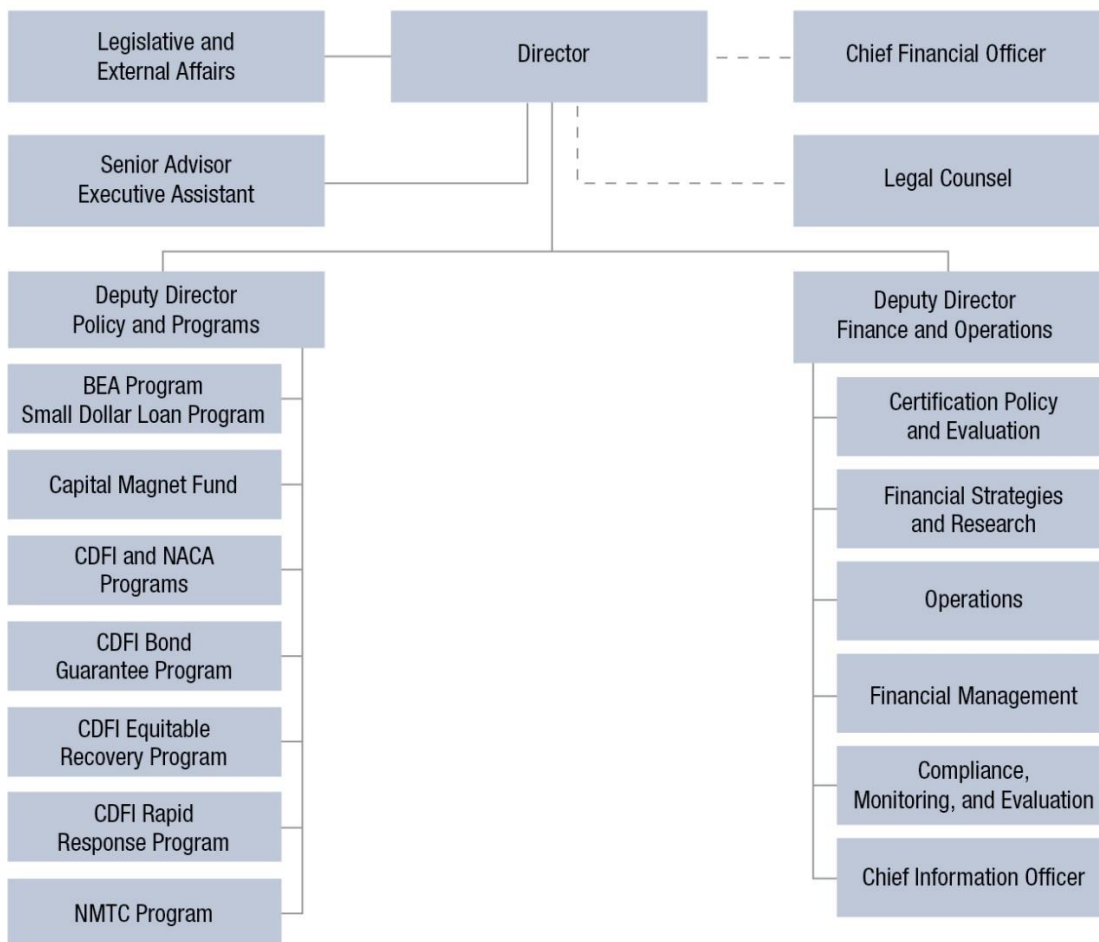 Legislative and
External Affairs
Director
Chief Financial Officer
Senior Advisor
Executive Assistant
Legal Counsel
Deputy Director
Policy and Programs
BEA Program
Small Dollar Loan Program
Capital Magnet Fund
CDFI and NACA
Programs
CDFI Bond
Guarantee Program
CDFI Equitable
Recovery Program
CDFI Rapid
Response Program
NMTC Program
Deputy Director
Finance and Operations
Certification Policy
and Evaluation
Financial Strategies
and Research
Operations
Financial Management
Compliance,
Monitoring, and Evaluation
Chief Information Officer